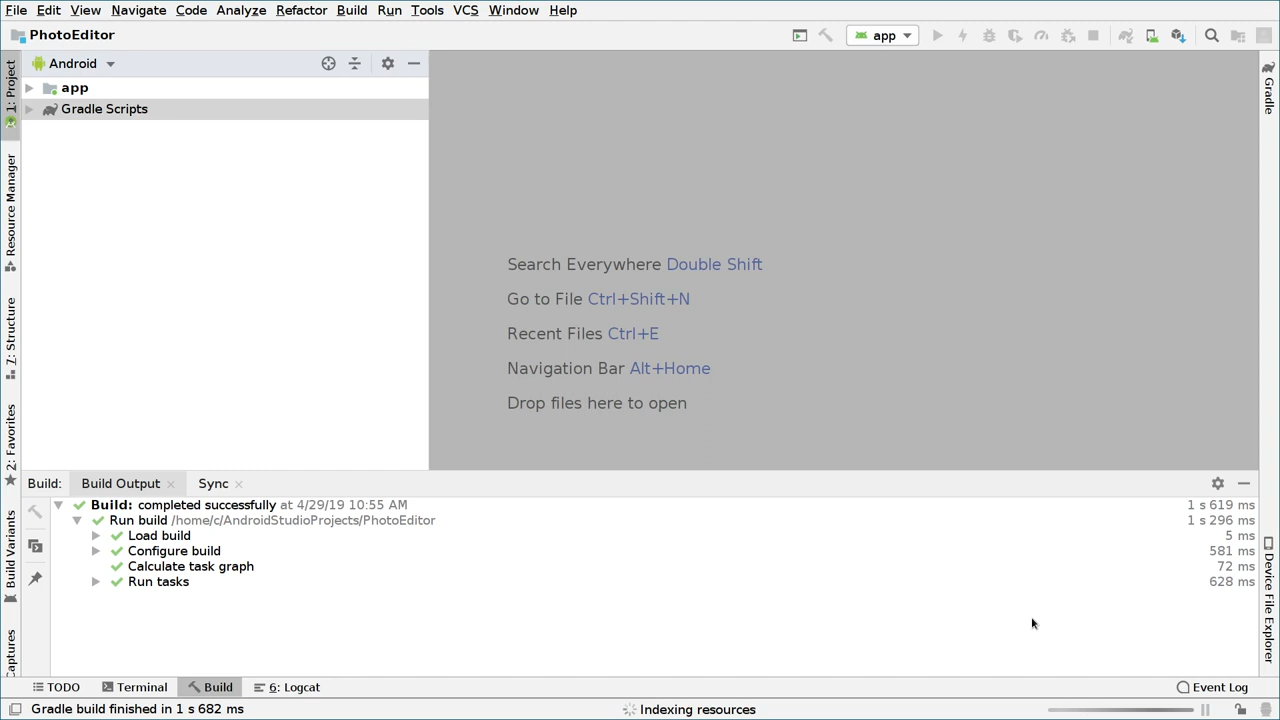 File Edit View Navigate Code Analyze Refactor Build Run Tools VCS Window Help
PhotoEditor
app
Android
app
Gradle Scripts
1: Project
Resource Manager
7: Structure
2: Favorites
Build Variants
Captures
Gradle
Device File Explorer
Search Everywhere Double Shift
Go to File Ctrl+Shift+N
Recent Files Ctrl+E
Navigation Bar Alt+Home
Drop files here to open
Build: Build Output Sync
Build: completed successfully at 4/29/19 10:55 AM 1 s 619 ms
Run build /home/c/AndroidStudioProjects/PhotoEditor 1 s 296 ms
Load build 5 ms
Configure build 581 ms
Calculate task graph 72 ms
Run tasks 628 ms
TODO Terminal Build 6: Logcat Event Log
Gradle build finished in 1 s 682 ms Indexing resources